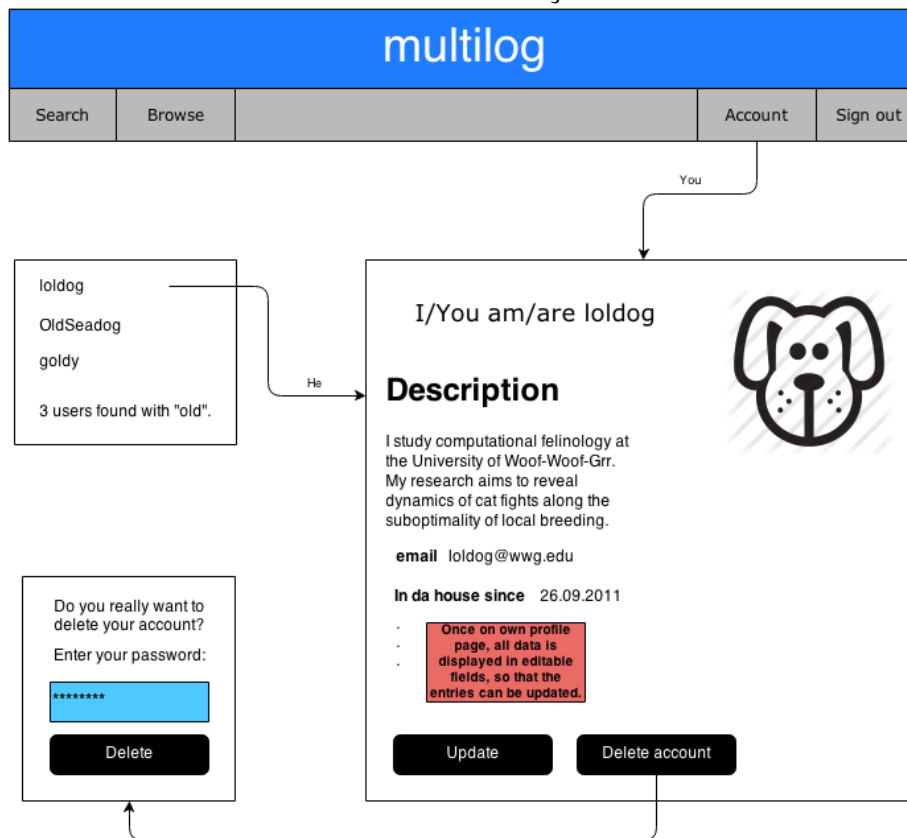 multilog
Search Browse Account Sign out
You
loldog
OldSeadog
goldy
3 users found with "old".
He
I/You am/are loldog
Description
I study computational felinology at
the University of Woof-Woof-Grr.
My research aims to reveal
dynamics of cat fights along the
suboptimality of local breeding.
email loldog@wwg.edu
In da house since 26.09.2011
.
.
.
Once on own profile
page, all data is
displayed in editable
fields, so that the
entries can be updated.
Update Delete account
Do you really want to
delete your account?
Enter your password:
********
Delete